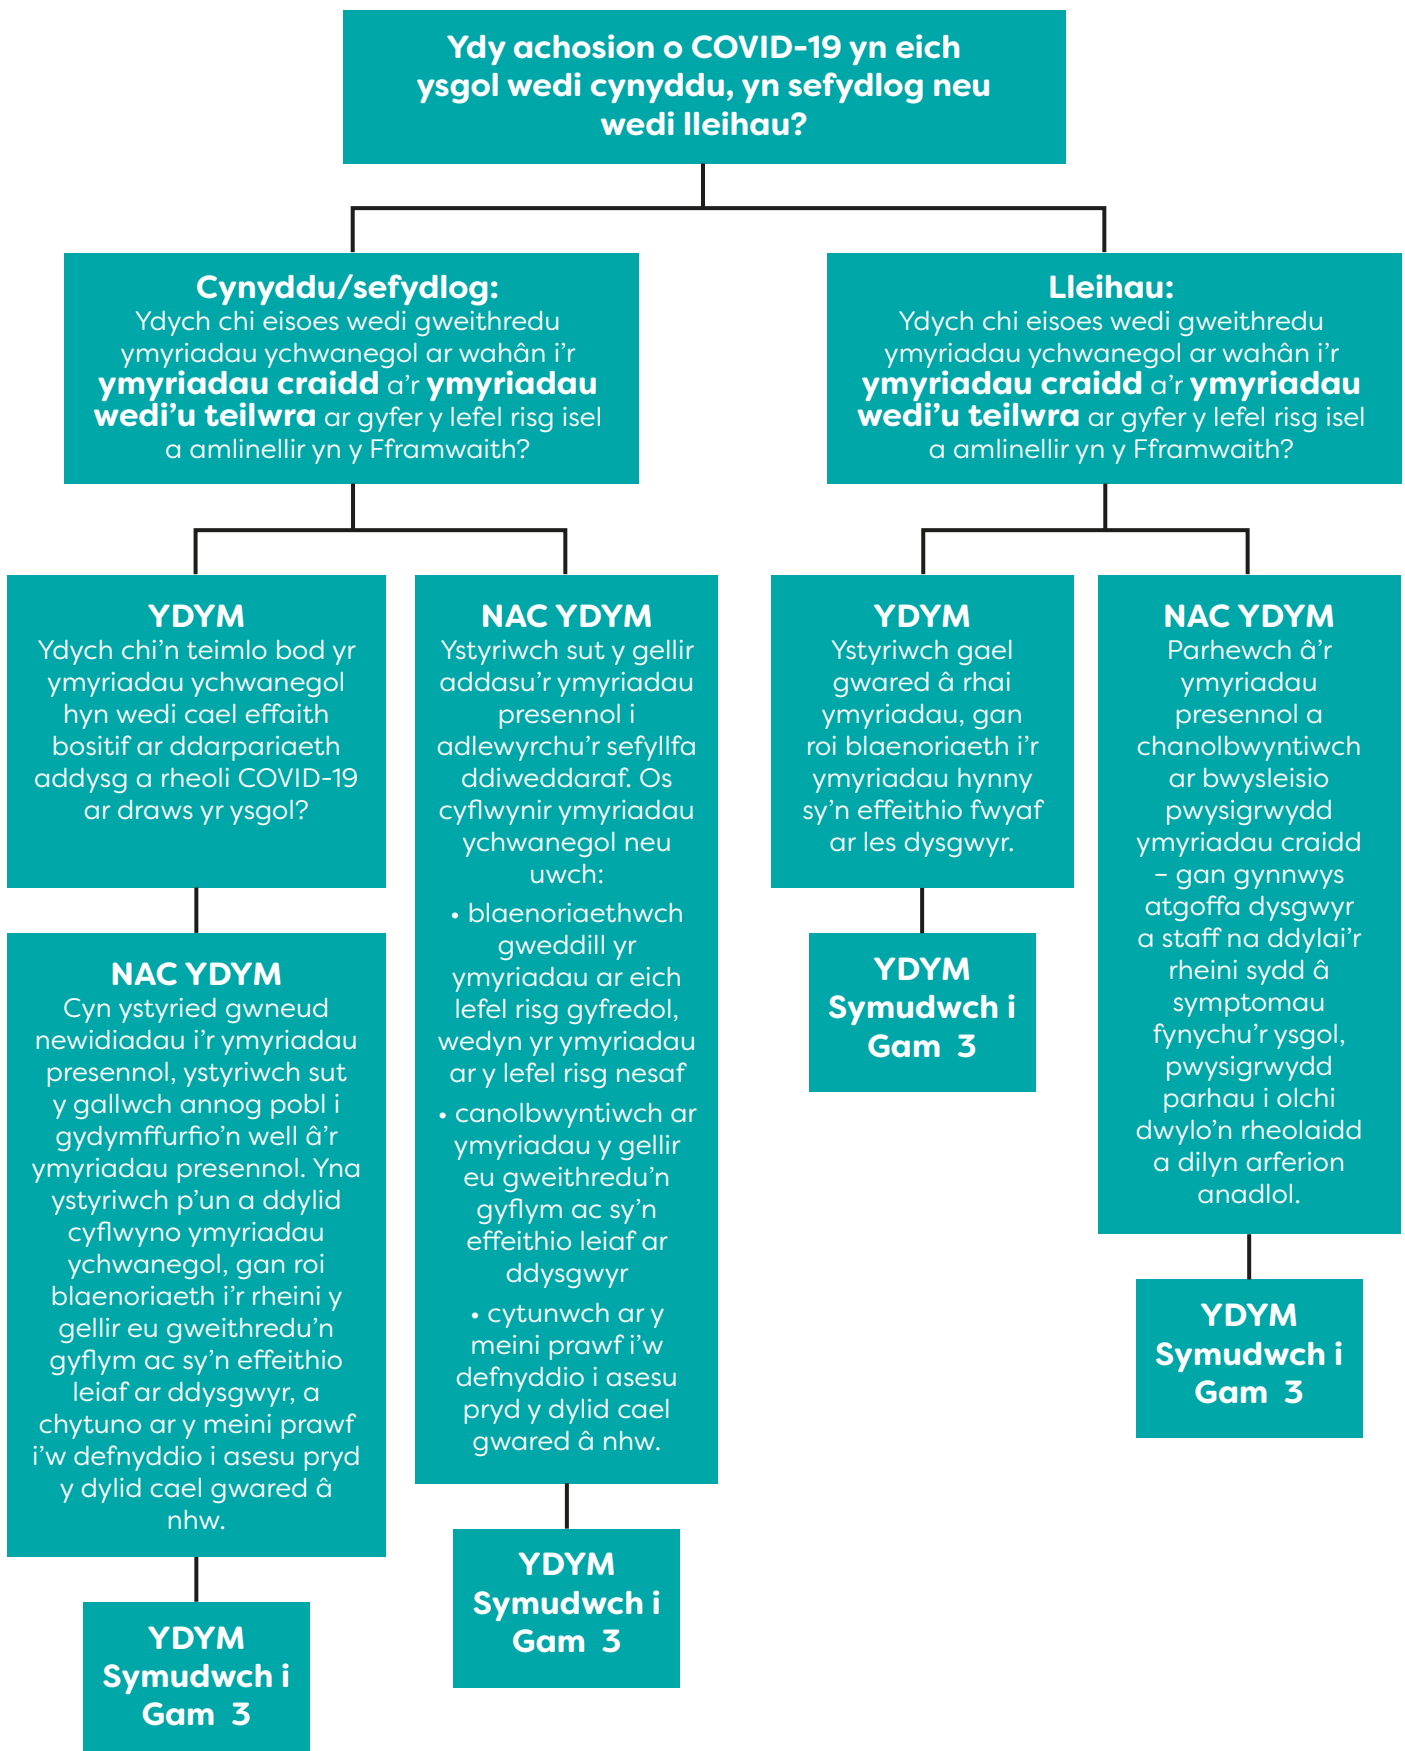 Ydy achosion o COVID-19 yn eich
ysgol wedi cynyddu, yn sefydlog neu
wedi lleihau?
Cynyddu/sefydlog:
Ydych chi eisoes wedi gweithredu
ymyriadau ychwanegol ar wahân i'r
ymyriadau craidd a'r ymyriadau
wedi'u teilwra ar gyfer y lefel risg isel
a amlinellir yn y Fframwaith?
Lleihau:
Ydych chi eisoes wedi gweithredu
ymyriadau ychwanegol ar wahân i'r
ymyriadau craidd a'r ymyriadau
wedi'u teilwra ar gyfer y lefel risg isel
a amlinellir yn y Fframwaith?
YDYM
Ydych chi'n teimlo bod yr
ymyriadau ychwanegol
hyn wedi cael effaith
bositif ar ddarpariaeth
addysg a rheoli COVID-19
ar draws yr ysgol?
NAC YDYM
Cyn ystyried gwneud
newidiadau i'r ymyriadau
presennol, ystyriwch sut
y gallwch annog pobl i
gydymffurfio'n well â'r
ymyriadau presennol. Yna
ystyriwch p'un a ddylid
cyflwyno ymyriadau
ychwanegol, gan roi
blaenoriaeth i'r rheini y
gellir eu gweithredu'n
gyflym ac sy'n effeithio
leiaf ar ddysgwyr, a
chytuno ar y meini prawf
i'w defnyddio i asesu pryd
y dylid cael gwared â
nhw.
YDYM
Symudwch i
Gam 3
NAC YDYM
Ystyriwch sut y gellir
addasu'r ymyriadau
presennol i
adlewyrchu'r sefyllfa
ddiweddaraf. Os
cyflwynir ymyriadau
ychwanegol neu
uwch:
• blaenoriaethwch
gweddill yr
ymyriadau ar eich
lefel risg gyfredol,
wedyn yr ymyriadau
ar y lefel risg nesaf
• canolbwyntiwch ar
ymyriadau y gellir
eu gweithredu'n
gyflym ac sy'n
effeithio leiaf ar
ddysgwyr
• cytunwch ar y
meini prawf i'w
defnyddio i asesu
pryd y dylid cael
gwared â nhw.
YDYM
Symudwch i
Gam 3
YDYM
Ystyriwch gael
gwared â rhai
ymyriadau, gan
roi blaenoriaeth i'r
ymyriadau hynny
sy'n effeithio fwyaf
ar les dysgwyr.
YDYM
Symudwch i
Gam 3
NAC YDYM
Parhewch â'r
ymyriadau
presennol a
chanolbwyntiwch
ar bwysleisio
pwysigrwydd
ymyriadau craidd
– gan gynnwys
atgoffa dysgwyr
a staff na ddylai'r
rheini sydd â
symptomau
fynychu'r ysgol,
pwysigrwydd
parhau i olchi
dwylo'n rheolaidd
a dilyn arferion
anadlol.
YDYM
Symudwch i
Gam 3